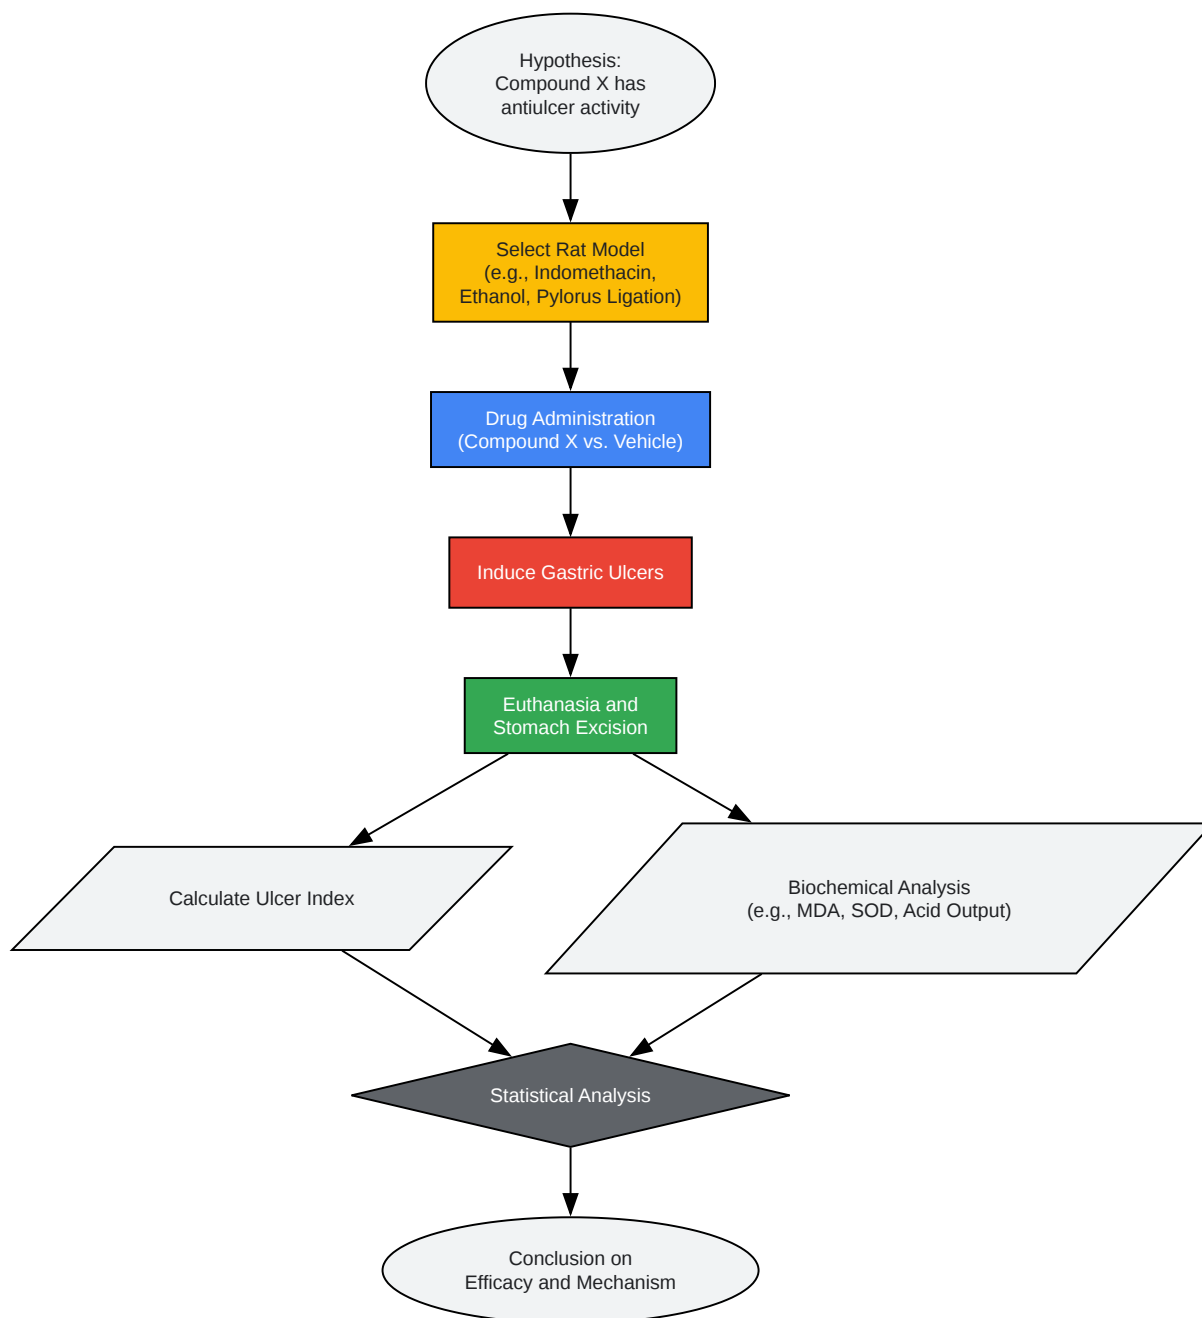 Hypothesis:
Compound X has
antiulcer activity
Select Rat Model
(e.g., Indomethacin,
Ethanol, Pylorus Ligation)
Drug Administration
(Compound X vs. Vehicle)
Induce Gastric Ulcers
Euthanasia and
Stomach Excision
Calculate Ulcer Index
Biochemical Analysis
(e.g., MDA, SOD, Acid Output)
Statistical Analysis
Conclusion on
Efficacy and Mechanism